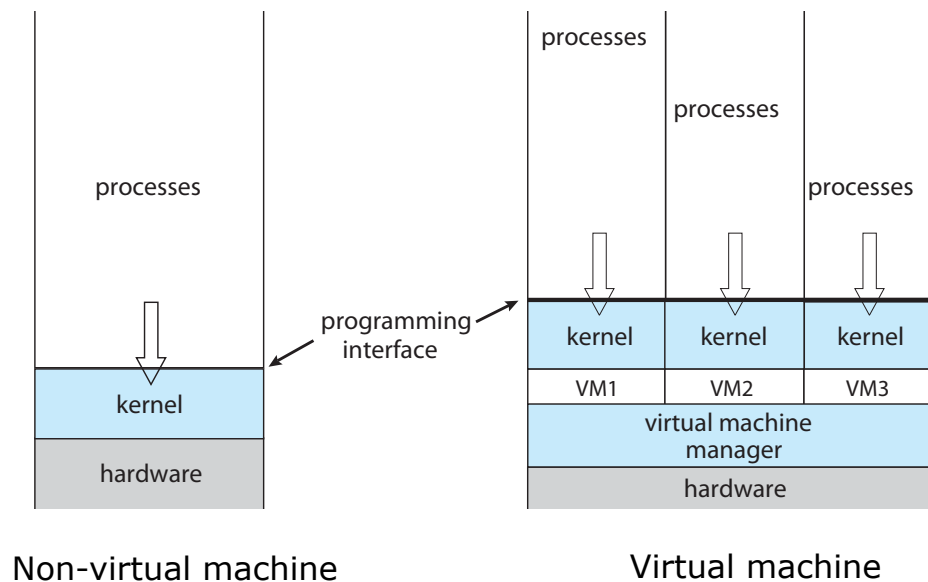 processes
kernel
hardware
programming
interface
processes
processes
processes
kernel
kernel
kernel
VM1
VM2
VM3
virtual machine
manager
hardware
Non-virtual machine
Virtual machine